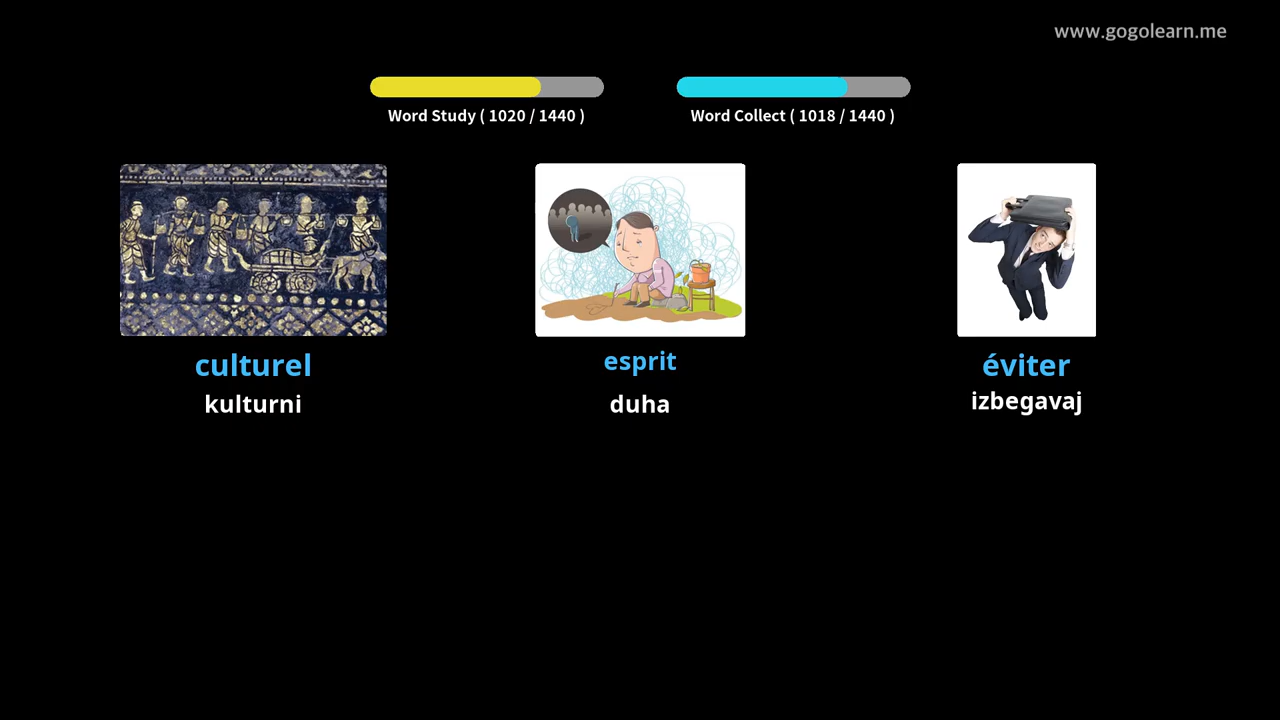 www.gogolearn.me
Word Study ( 1020 / 1440 )
Word Collect ( 1018 / 1440 )
culturel
kulturni
esprit
duha
éviter
izbegavaj